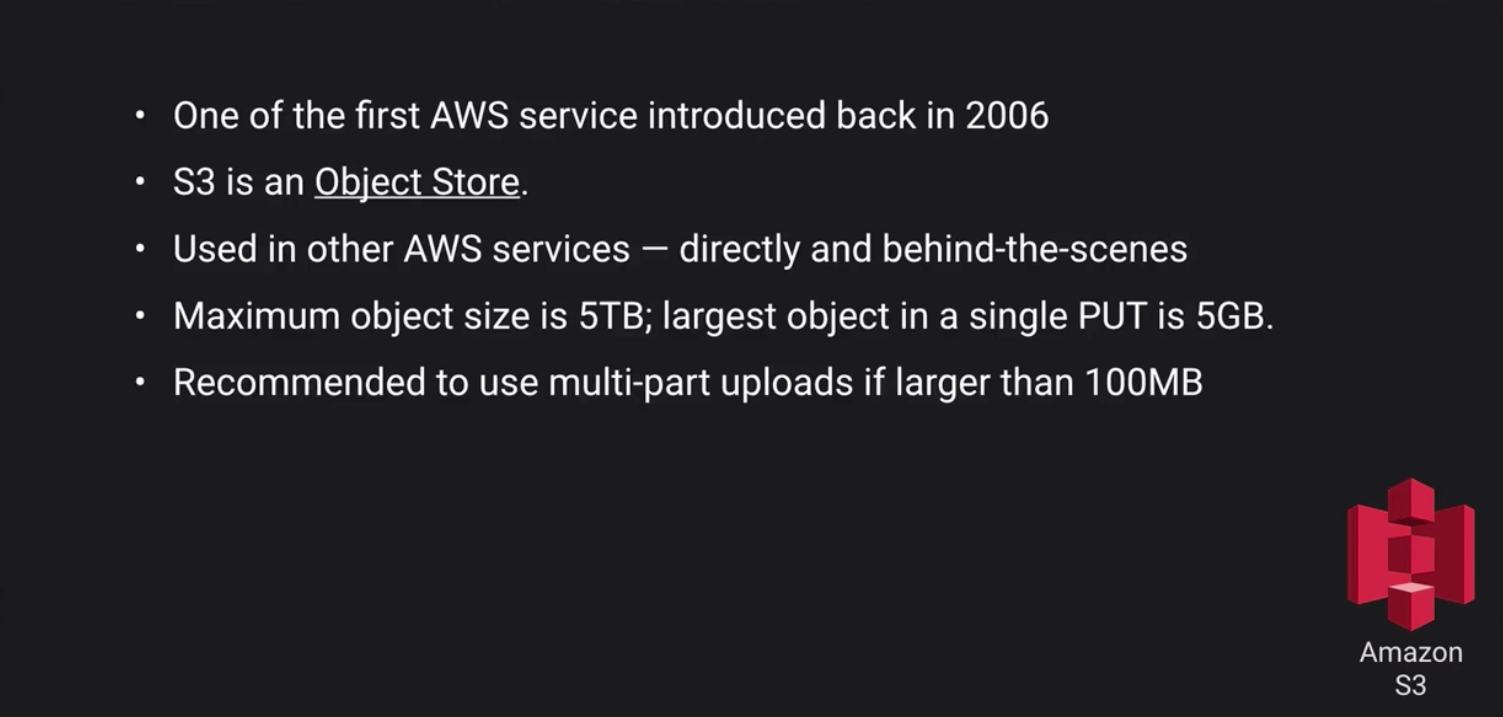 • One of the first AWS service introduced back in 2006
• S3 is an Object Store.
• Used in other AWS services — directly and behind-the-scenes
• Maximum object size is 5TB; largest object in a single PUT is 5GB.
• Recommended to use multi-part uploads if larger than 100MB
Amazon
S3